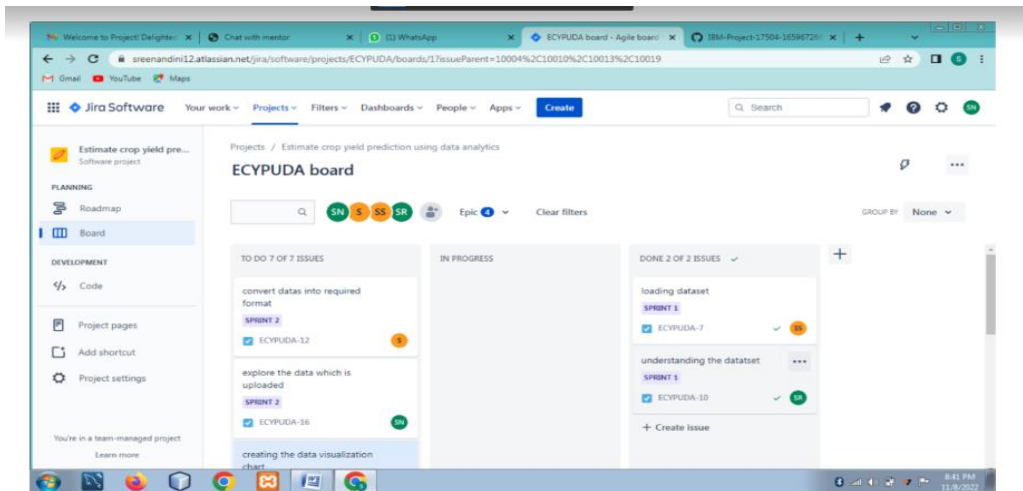 Welcome to Project! Delighted
Chat with mentor
(1) WhatsApp
ECYPUDA board - Agile board
sreenandini12.atlassian.net/jira/software/projects/ECYPUDA/boards/1?issueParent=10004%2C10010%2C10013%2C10019
Gmail YouTube Maps
Jira Software Your work Projects Filters Dashboards People Apps Create Search SN
Estimate crop yield pre...
Software project
PLANNING
Roadmap
Board
DEVELOPMENT
Code
Project pages
Add shortcut
Project settings
You're in a team-managed project
Learn more
Projects / Estimate crop yield prediction using data analytics
ECYPUDA board
SN S SS SR Epic 4 Clear filters GROUP BY None
TO DO 7 OF 7 ISSUES
convert datas into required
format
SPRINT 2
ECYPUDA-12 S
explore the data which is
uploaded
SPRINT 2
ECYPUDA-16 SN
creating the data visualization
chart
IN PROGRESS
DONE 2 OF 2 ISSUES
loading dataset
SPRINT 1
ECYPUDA-7 SS
understanding the datatset
SPRINT 1
ECYPUDA-10 SR
+ Create issue
8:41 PM
11/8/2022